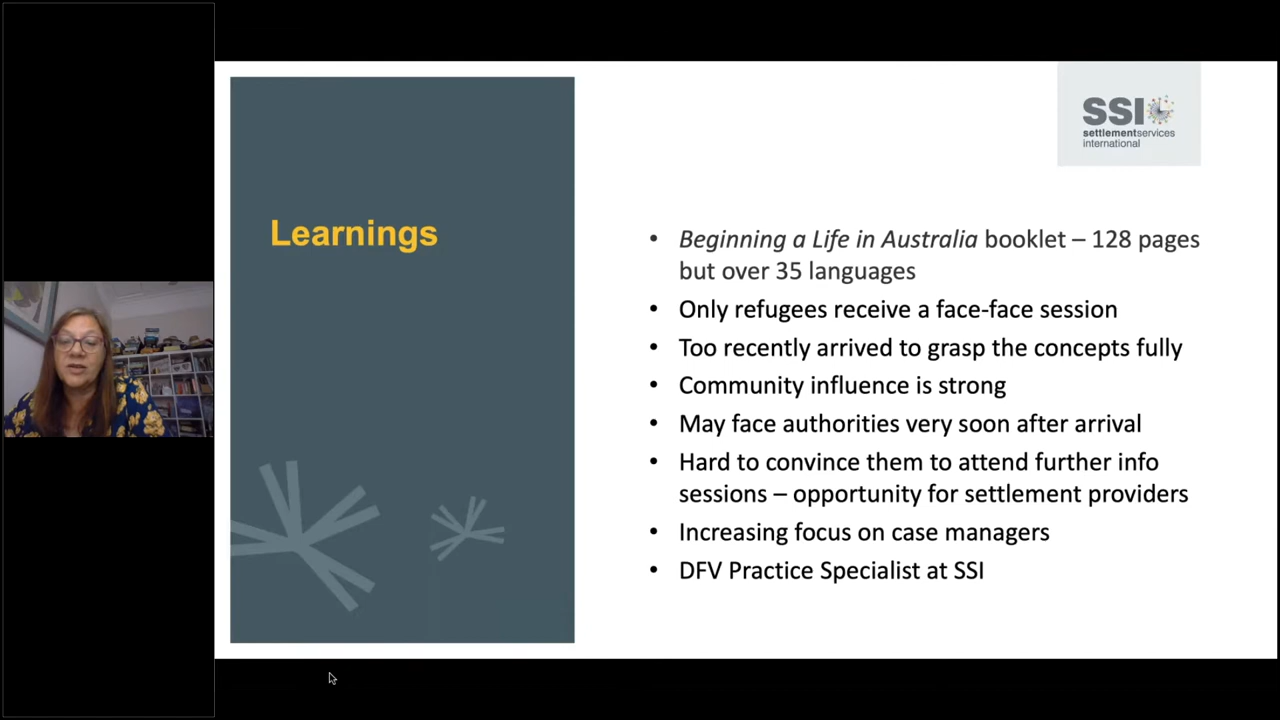 SSI
settlementservices
international
Learnings
• Beginning a Life in Australia booklet – 128 pages
but over 35 languages
• Only refugees receive a face-face session
• Too recently arrived to grasp the concepts fully
• Community influence is strong
• May face authorities very soon after arrival
• Hard to convince them to attend further info
sessions – opportunity for settlement providers
• Increasing focus on case managers
• DFV Practice Specialist at SSI